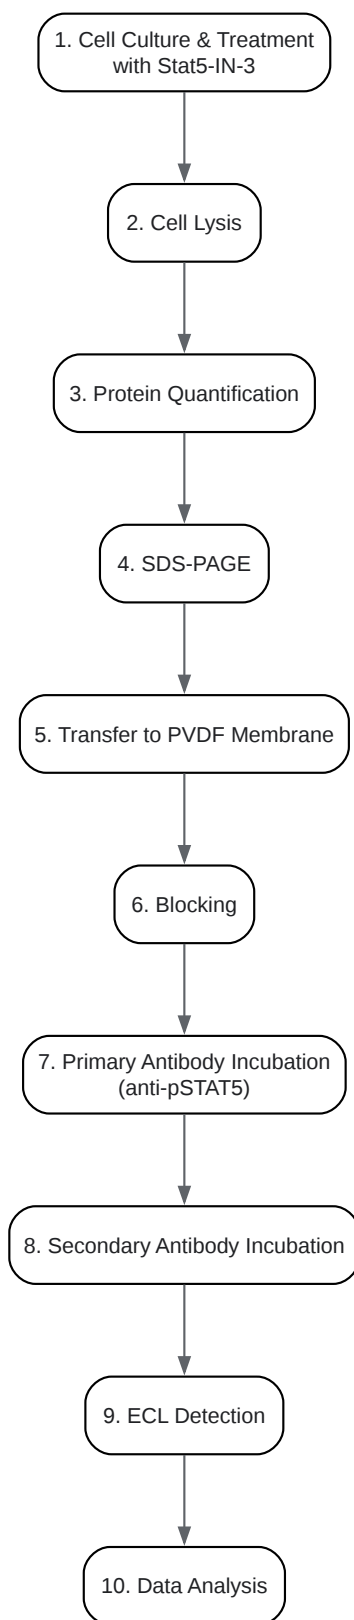 1. Cell Culture & Treatment
with Stat5-IN-3
2. Cell Lysis
3. Protein Quantification
4. SDS-PAGE
5. Transfer to PVDF Membrane
6. Blocking
7. Primary Antibody Incubation
(anti-pSTAT5)
8. Secondary Antibody Incubation
9. ECL Detection
10. Data Analysis